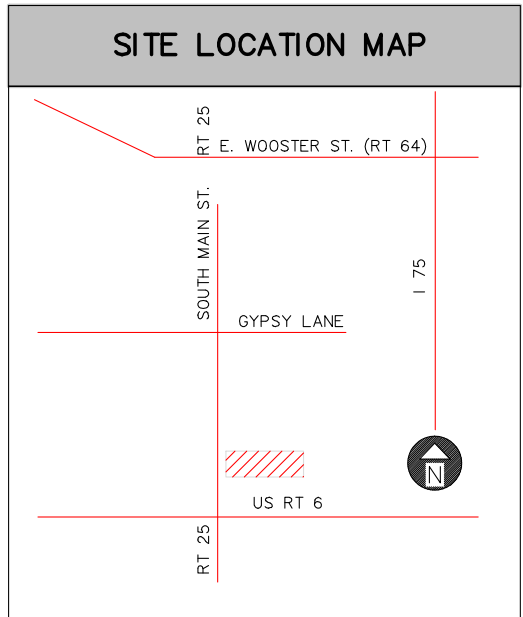 SITE LOCATION MAP
RT 25
E. WOOSTER ST. (RT 64)
SOUTH MAIN ST.
I 75
GYPSY LANE
N
US RT 6
RT 25